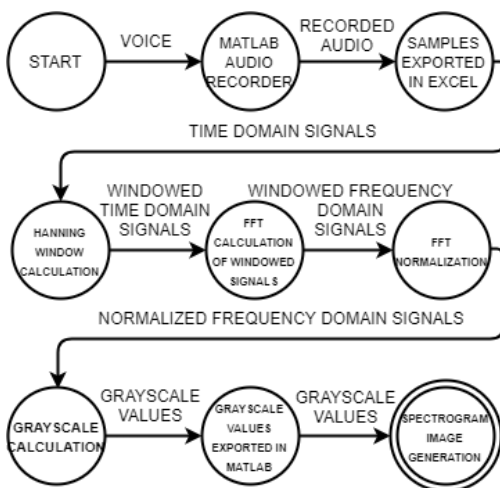 START
VOICE
MATLAB
AUDIO
RECORDER
RECORDED
AUDIO
SAMPLES
EXPORTED
IN EXCEL
TIME DOMAIN SIGNALS
HANNING
WINDOW
CALCULATION
WINDOWED
TIME DOMAIN
SIGNALS
FFT
CALCULATION
OF WINDOWED
SIGNALS
WINDOWED FREQUENCY
DOMAIN
SIGNALS
FFT
NORMALIZATION
NORMALIZED FREQUENCY DOMAIN SIGNALS
GRAYSCALE
CALCULATION
GRAYSCALE
VALUES
GRAYSCALE
VALUES
EXPORTED IN
MATLAB
GRAYSCALE
VALUES
SPECTROGRAM
IMAGE
GENERATION